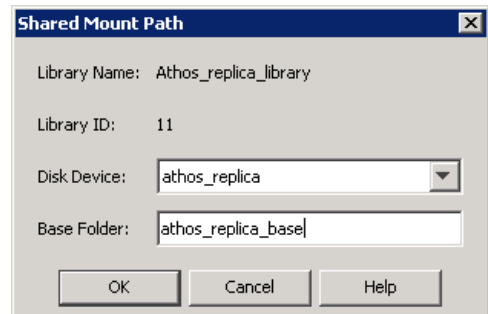 Shared Mount Path
Library Name: Athos_replica_library
Library ID: 11
Disk Device: athos_replica
Base Folder: athos_replica_base
OK Cancel Help